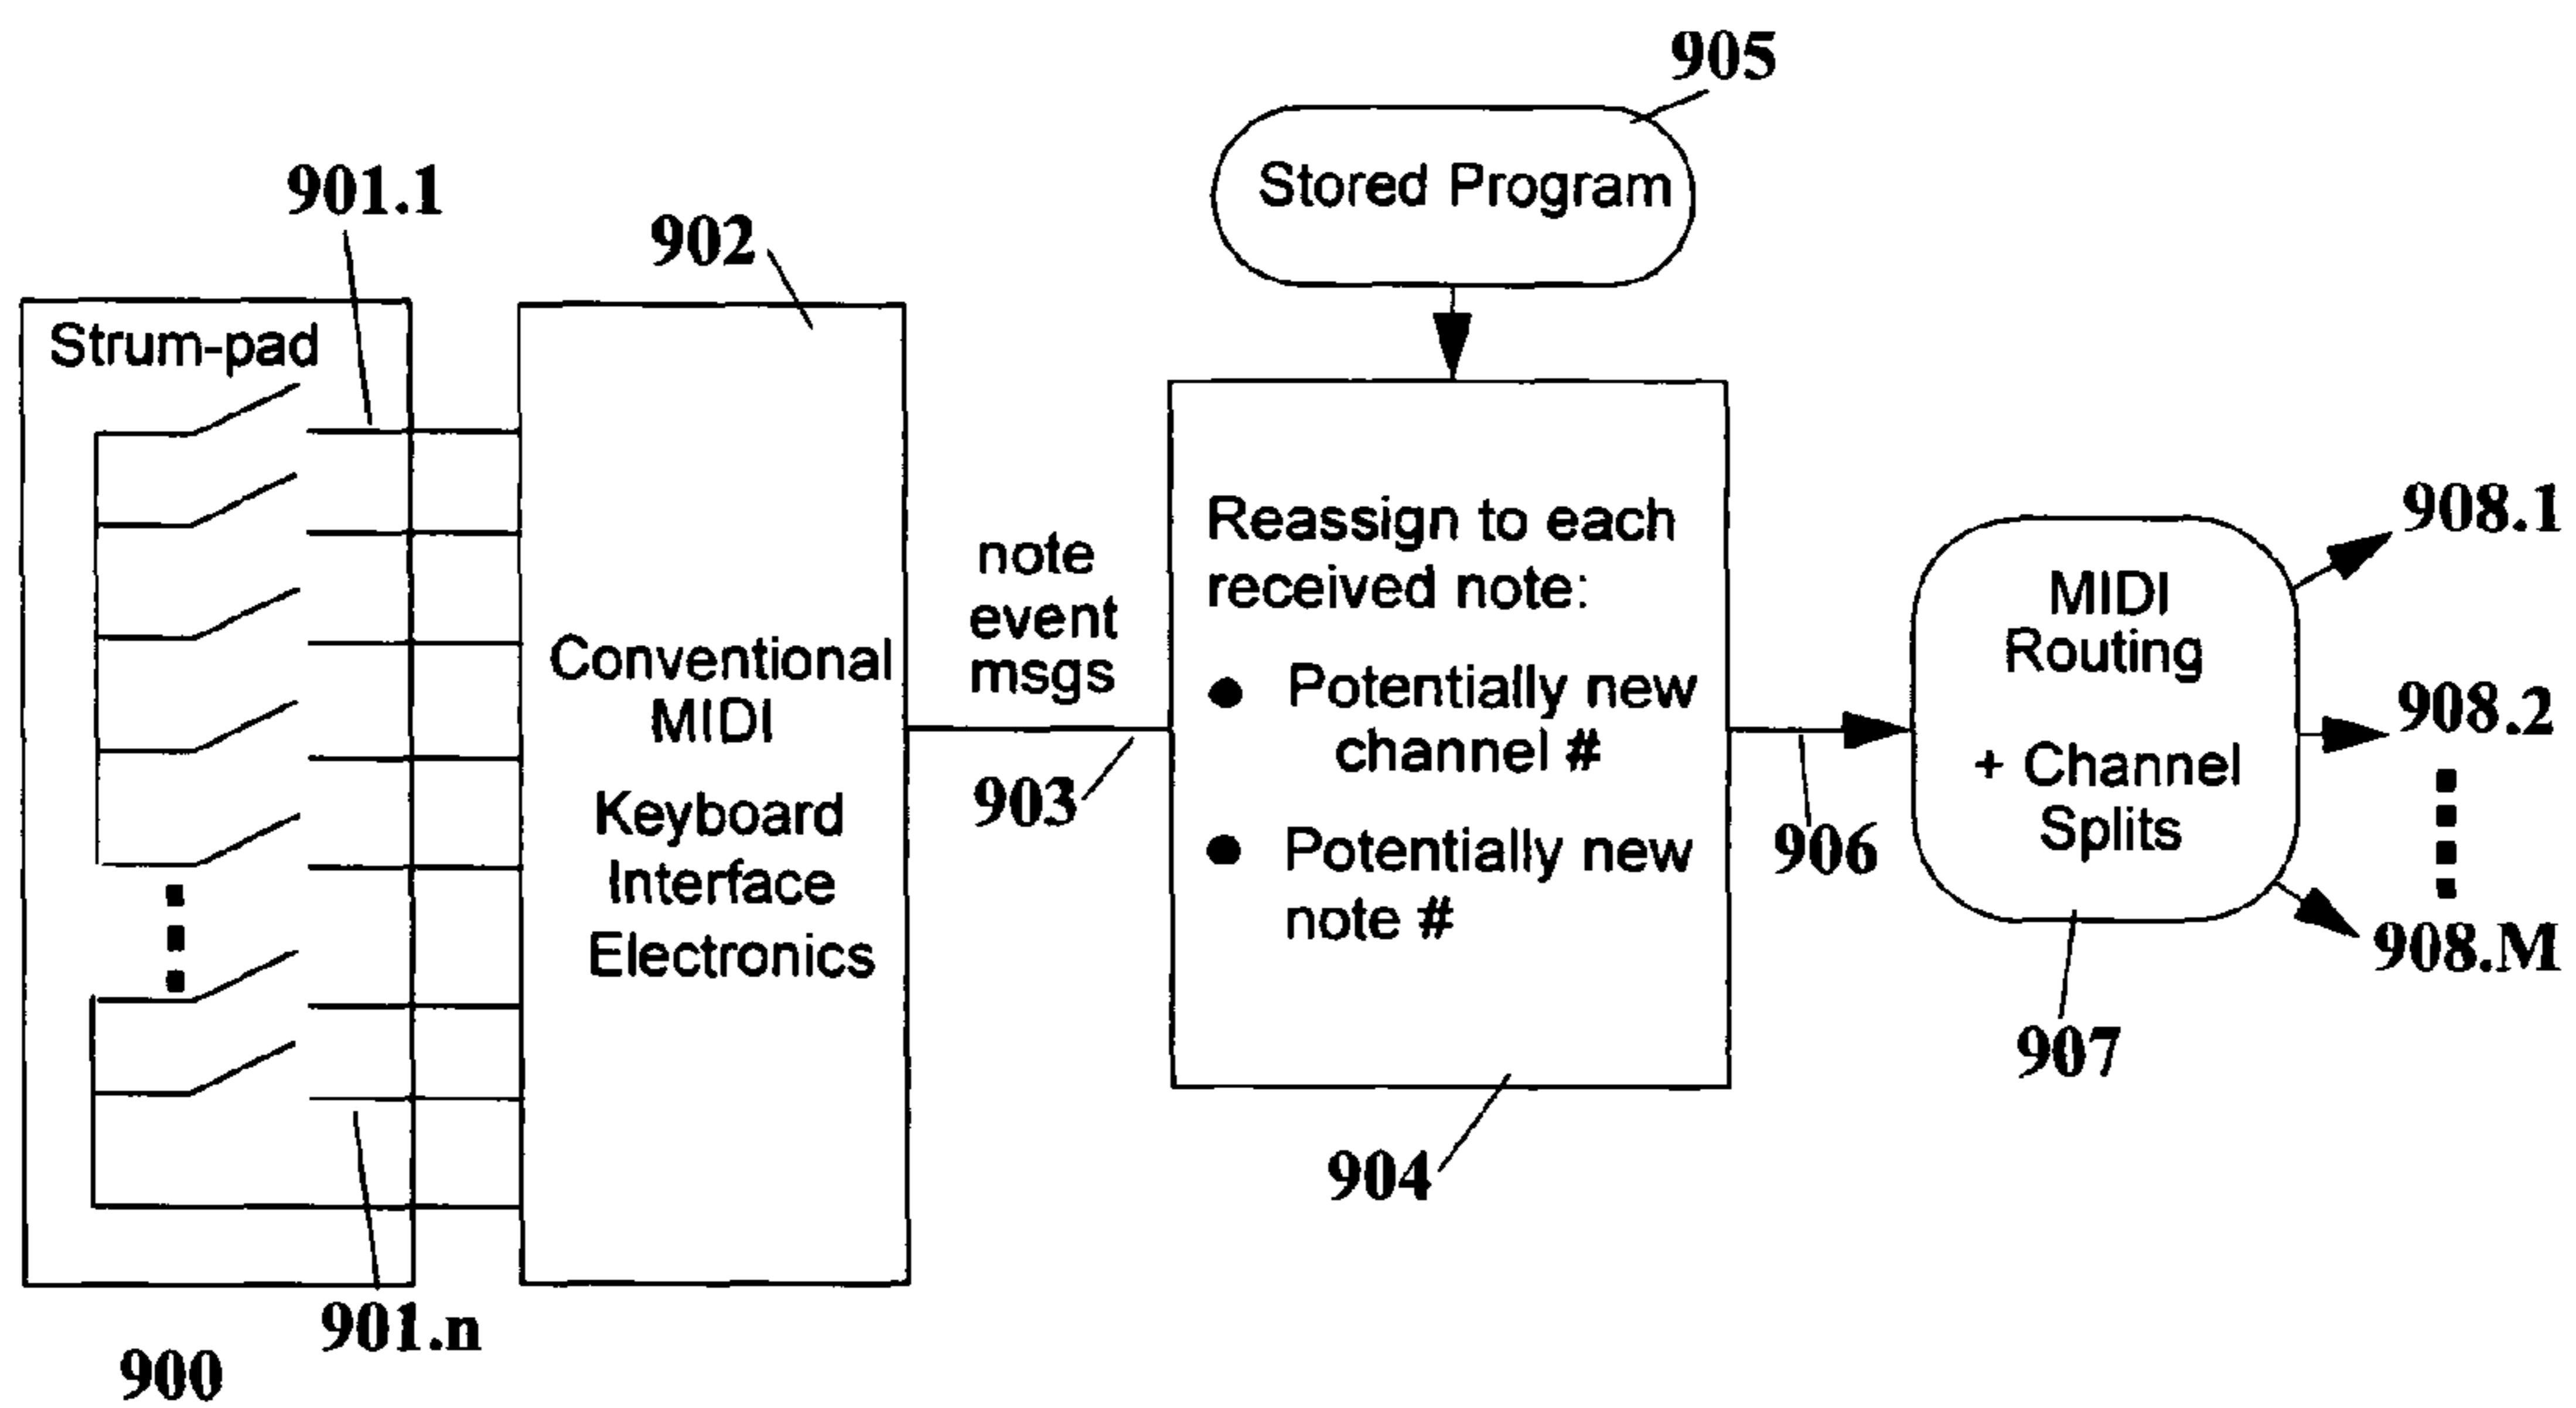 905
Stored Program
901.1
902
Strum-pad
Conventional
MIDI
Keyboard
Interface
Electronics
note
event
msgs
903
Reassign to each
received note:
● Potentially new
channel #
● Potentially new
note #
904
906
MIDI
Routing
+ Channel
Splits
907
908.1
908.2
908.M
901.n
900